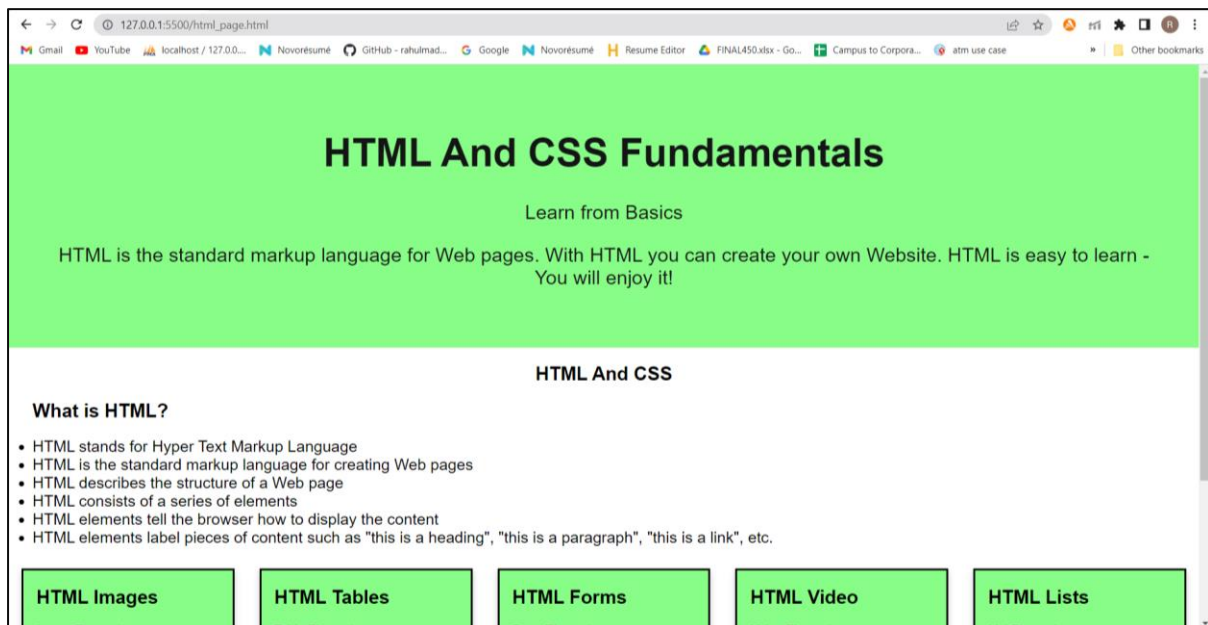 127.0.0.1:5500/html_page.html
Gmail YouTube localhost / 127.0.0... Novorésumé GitHub - rahulmad... Google Novorésumé Resume Editor FINAL450.xlsx - Go... Campus to Corpora... atm use case » Other bookmarks
HTML And CSS Fundamentals
Learn from Basics
HTML is the standard markup language for Web pages. With HTML you can create your own Website. HTML is easy to learn -
You will enjoy it!
HTML And CSS
What is HTML?
• HTML stands for Hyper Text Markup Language
• HTML is the standard markup language for creating Web pages
• HTML describes the structure of a Web page
• HTML consists of a series of elements
• HTML elements tell the browser how to display the content
• HTML elements label pieces of content such as "this is a heading", "this is a paragraph", "this is a link", etc.
HTML Images HTML Tables HTML Forms HTML Video HTML Lists